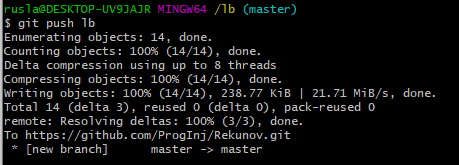 rusla@DESKTOP-UV9JAJR MINGW64 /lb (master)
$ git push lb
Enumerating objects: 14, done.
Counting objects: 100% (14/14), done.
Delta compression using up to 8 threads
Compressing objects: 100% (14/14), done.
Writing objects: 100% (14/14), 238.77 KiB | 21.71 MiB/s, done.
Total 14 (delta 3), reused 0 (delta 0), pack-reused 0
remote: Resolving deltas: 100% (3/3), done.
To https://github.com/ProgInj/Rekunov.git
 * [new branch]      master -> master